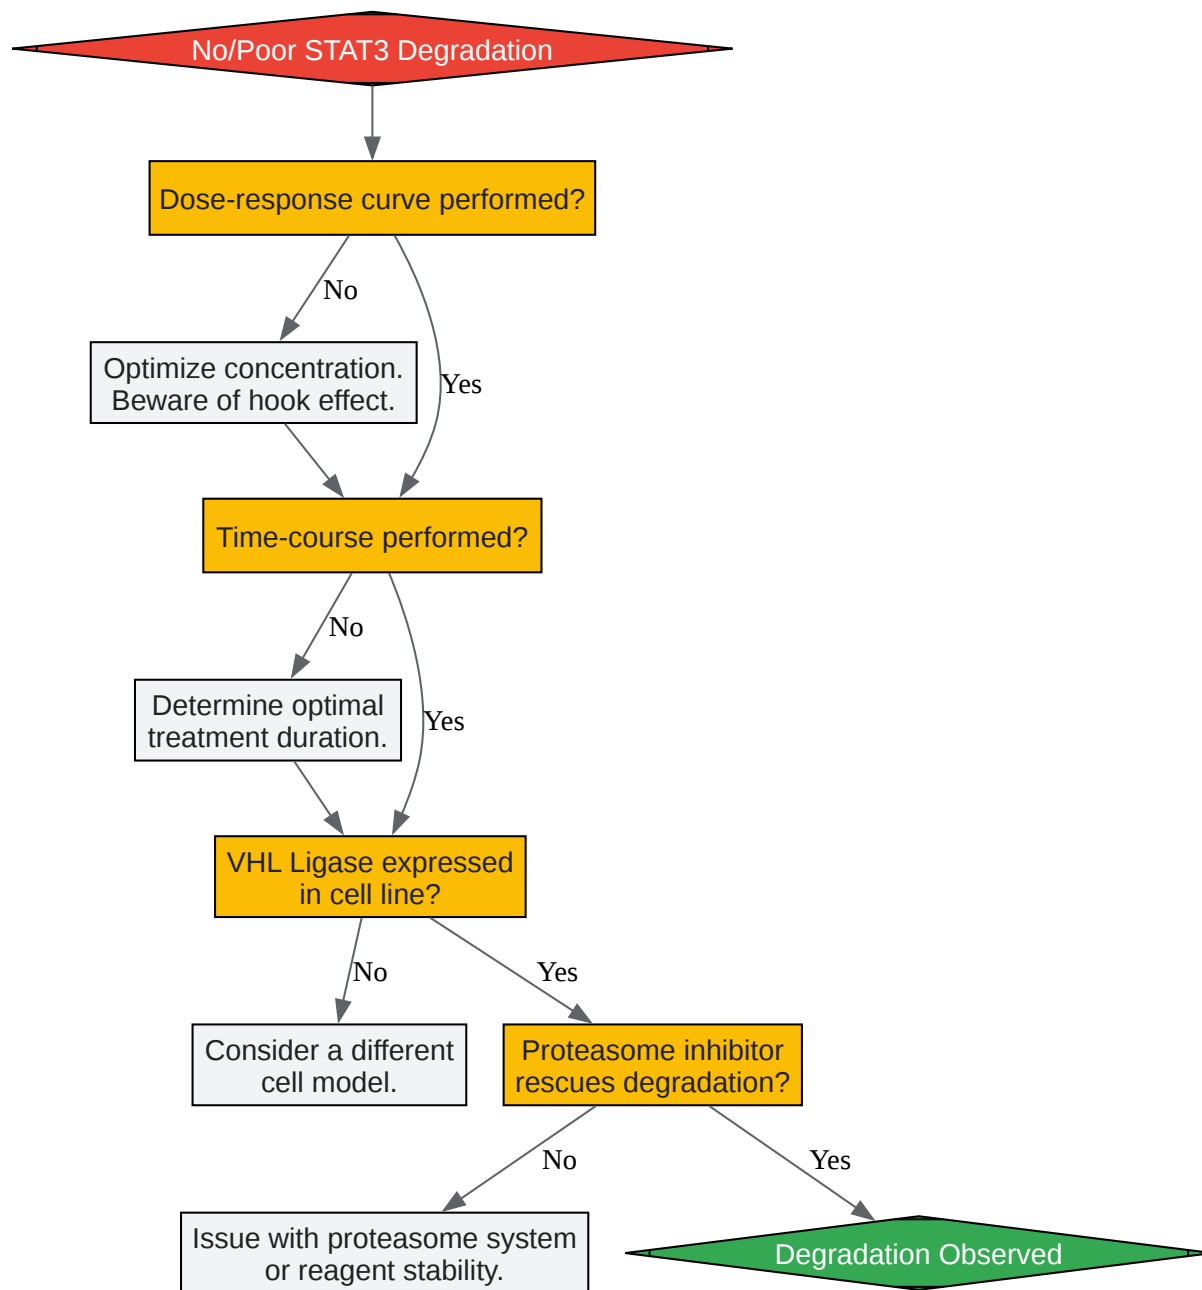 No/Poor STAT3 Degradation
Dose-response curve performed?
No
Optimize concentration.
Beware of hook effect.
Yes
Time-course performed?
No
Determine optimal
treatment duration.
Yes
VHL Ligase expressed
in cell line?
No
Yes
Consider a different
cell model.
Proteasome inhibitor
rescues degradation?
No
Yes
Issue with proteasome system
or reagent stability.
Degradation Observed